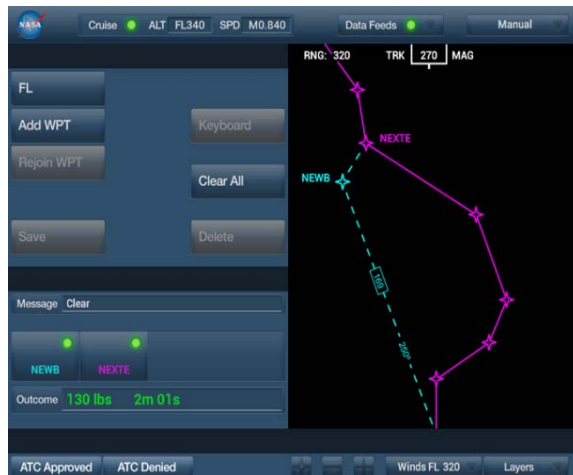 NASA Cruise ALT FL340 SPD M0.840 Data Feeds Manual
RNG: 320 TRK 270 MAG
FL
Add WPT Keyboard
Rejoin WPT
Clear All
Save Delete
NEXTE
NEWB
169
250°
Message Clear
NEWB NEXTE
Outcome 130 lbs 2m 01s
ATC Approved ATC Denied Winds FL 320 Layers